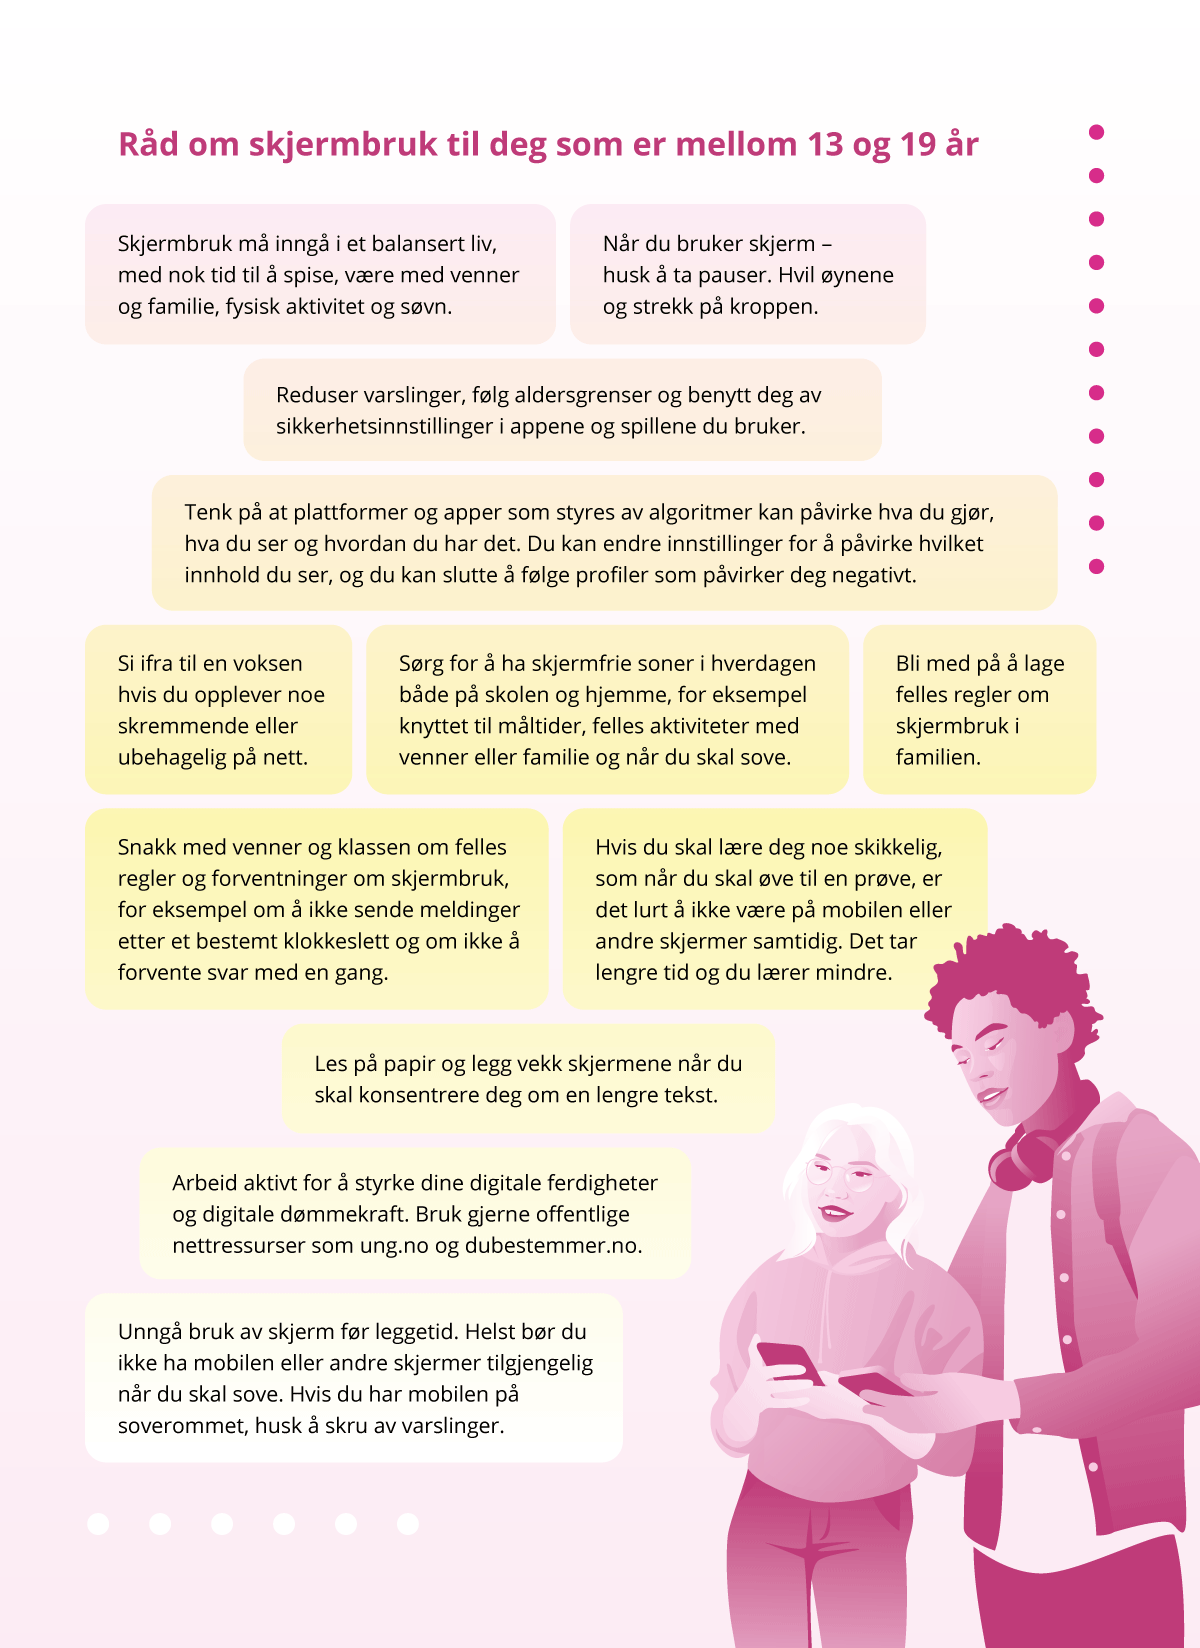 Råd om skjermbruk til deg som er mellom 13 og 19 år
Skjermbruk må inngå i et balansert liv,
med nok tid til å spise, være med venner
og familie, fysisk aktivitet og søvn.
Når du bruker skjerm –
husk å ta pauser. Hvil øynene
og strekk på kroppen.
Reduser varslinger, følg aldersgrenser og benytt deg av
sikkerhetsinnstillinger i appene og spillene du bruker.
Tenk på at plattformer og apper som styres av algoritmer kan påvirke hva du gjør,
hva du ser og hvordan du har det. Du kan endre innstillinger for å påvirke hvilket
innhold du ser, og du kan slutte å følge profiler som påvirker deg negativt.
Si ifra til en voksen
hvis du opplever noe
skremmende eller
ubehagelig på nett.
Sørg for å ha skjermfrie soner i hverdagen
både på skolen og hjemme, for eksempel
knyttet til måltider, felles aktiviteter med
venner eller familie og når du skal sove.
Bli med på å lage
felles regler om
skjermbruk i
familien.
Snakk med venner og klassen om felles
regler og forventninger om skjermbruk,
for eksempel om å ikke sende meldinger
etter et bestemt klokkeslett og om ikke å
forvente svar med en gang.
Hvis du skal lære deg noe skikkelig,
som når du skal øve til en prøve, er
det lurt å ikke være på mobilen eller
andre skjermer samtidig. Det tar
lengre tid og du lærer mindre.
Les på papir og legg vekk skjermene når du
skal konsentrere deg om en lengre tekst.
Arbeid aktivt for å styrke dine digitale ferdigheter
og digitale dømmekraft. Bruk gjerne offentlige
nettressurser som ung.no og dubestemmer.no.
Unngå bruk av skjerm før leggetid. Helst bør du
ikke ha mobilen eller andre skjermer tilgjengelig
når du skal sove. Hvis du har mobilen på
soverommet, husk å skru av varslinger.